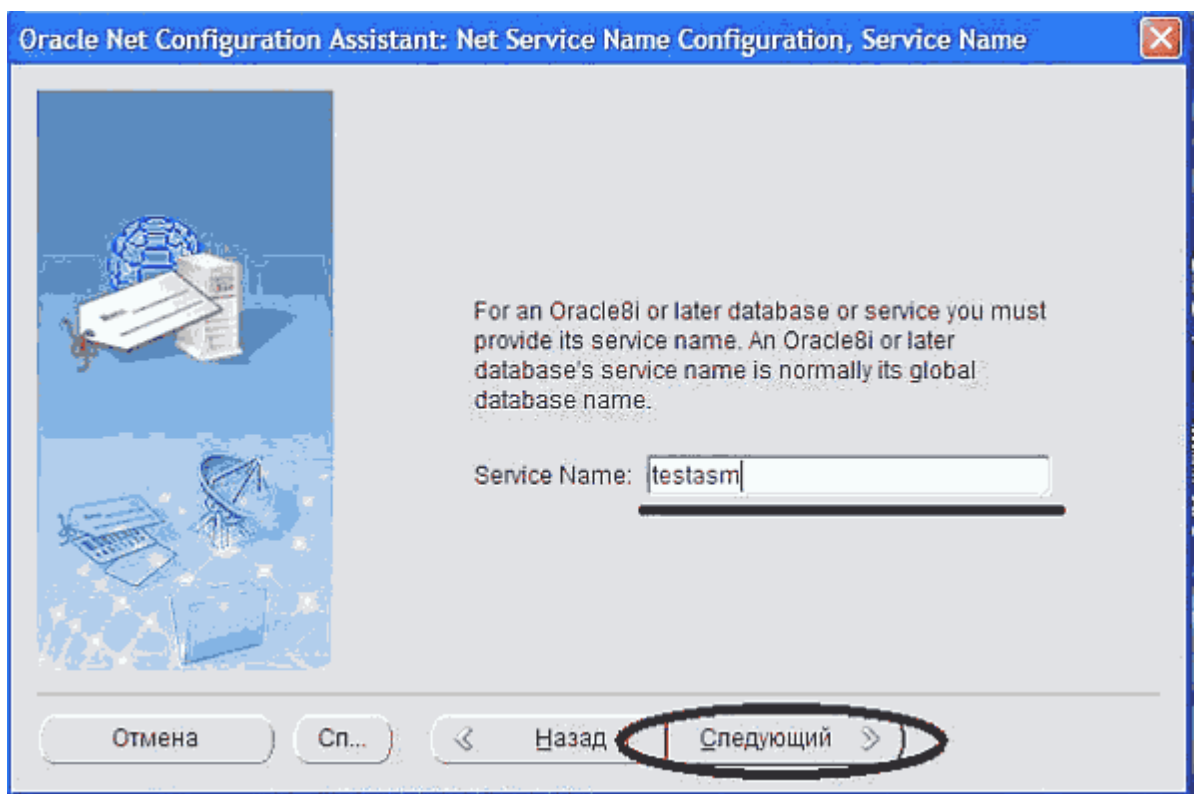 Oracle Net Configuration Assistant: Net Service Name Configuration, Service Name
For an Oracle8i or later database or service you must
provide its service name. An Oracle8i or later
database's service name is normally its global
database name.
Service Name: testasm
Отмена Сп... Назад Следующий